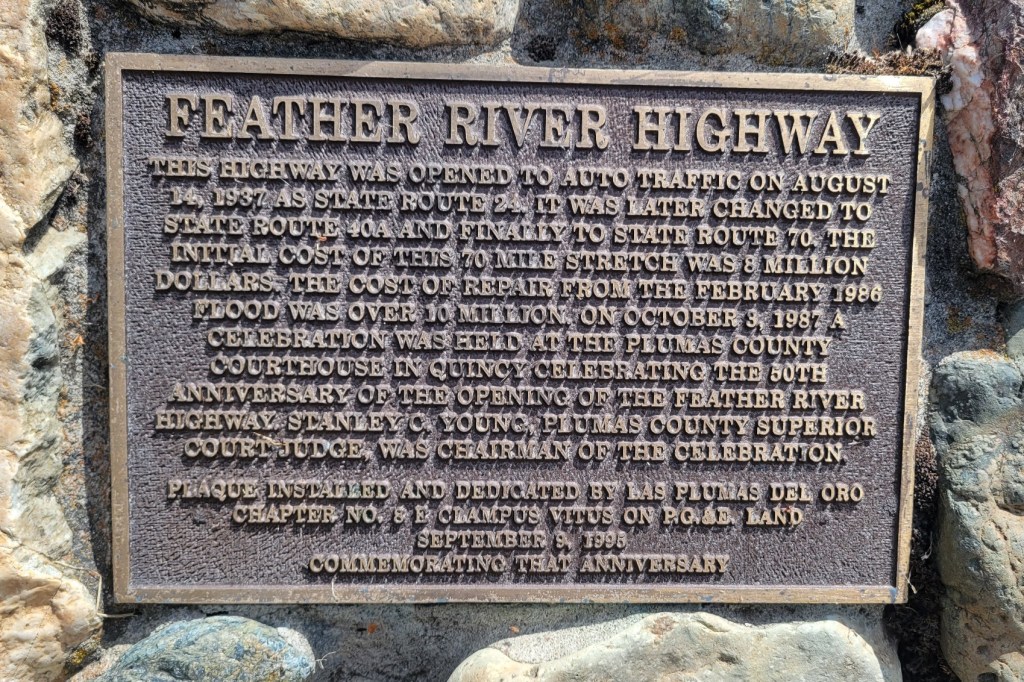 FEATHER RIVER HIGHWAY
THIS HIGHWAY WAS OPENED TO AUTO TRAFFIC ON AUGUST
14, 1937 AS STATE ROUTE 24. IT WAS LATER CHANGED TO
STATE ROUTE 40A AND FINALLY TO STATE ROUTE 70. THE
INITIAL COST OF THIS 70 MILE STRETCH WAS 8 MILLION
DOLLARS. THE COST OF REPAIR FROM THE FEBRUARY 1986
FLOOD WAS OVER 10 MILLION. ON OCTOBER 3, 1987 A
CELEBRATION WAS HELD AT THE PLUMAS COUNTY
COURTHOUSE IN QUINCY CELEBRATING THE 50TH
ANNIVERSARY OF THE OPENING OF THE FEATHER RIVER
HIGHWAY. STANLEY C. YOUNG, PLUMAS COUNTY SUPERIOR
COURT JUDGE, WAS CHAIRMAN OF THE CELEBRATION.
PLAQUE INSTALLED AND DEDICATED BY LAS PLUMAS DEL ORO
CHAPTER NO. 8 E CLAMPUS VITUS ON P.G.&E. LAND
SEPTEMBER 9, 1995
COMMEMORATING THAT ANNIVERSARY